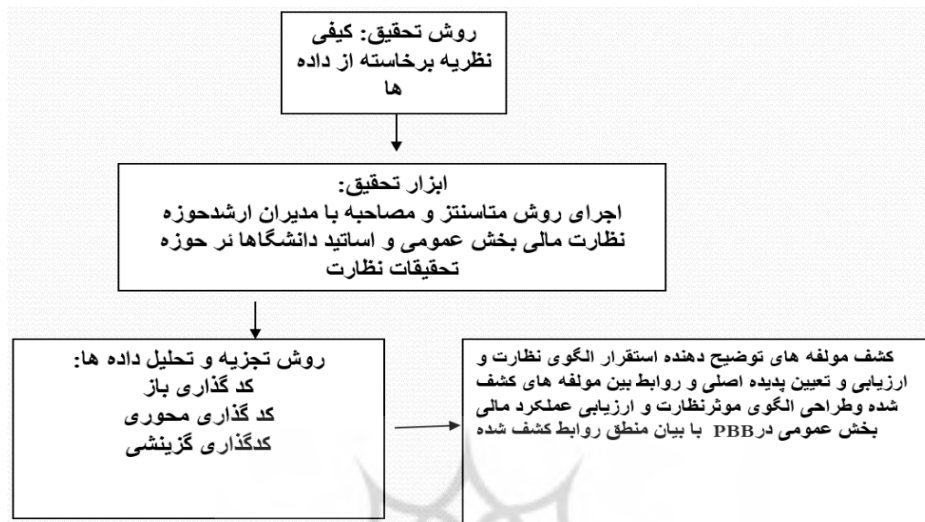 روش تحقیق: کیفی
نظریه برخاسته از داده
ها
ابزار تحقیق:
اجرای روش متاسنتز و مصاحبه با مدیران ارشدحوزه
نظارت مالی بخش عمومی و اساتید دانشگاها ئر حوزه
تحقیقات نظارت
روش تجزیه و تحلیل داده ها:
کد گذاری باز
کد گذاری محوری
کدگذاری گزینشی
کشف مولفه های توضیح دهنده استقرار الگوی نظارت و
ارزیابی و تعیین پدیده اصلی و روابط بین مولفه های کشف
شده وطراحی الگوی موثرنظارت و ارزیابی عملکرد مالی
بخش عمومی درPBB با بیان منطق روابط کشف شده